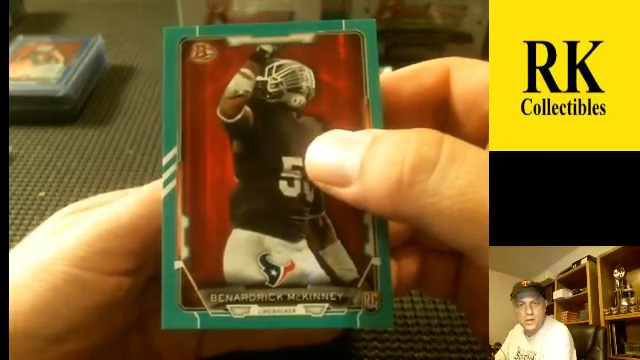 BENARDRICK McKINNEY
LINEBACKER
RC
RK
Collectibles